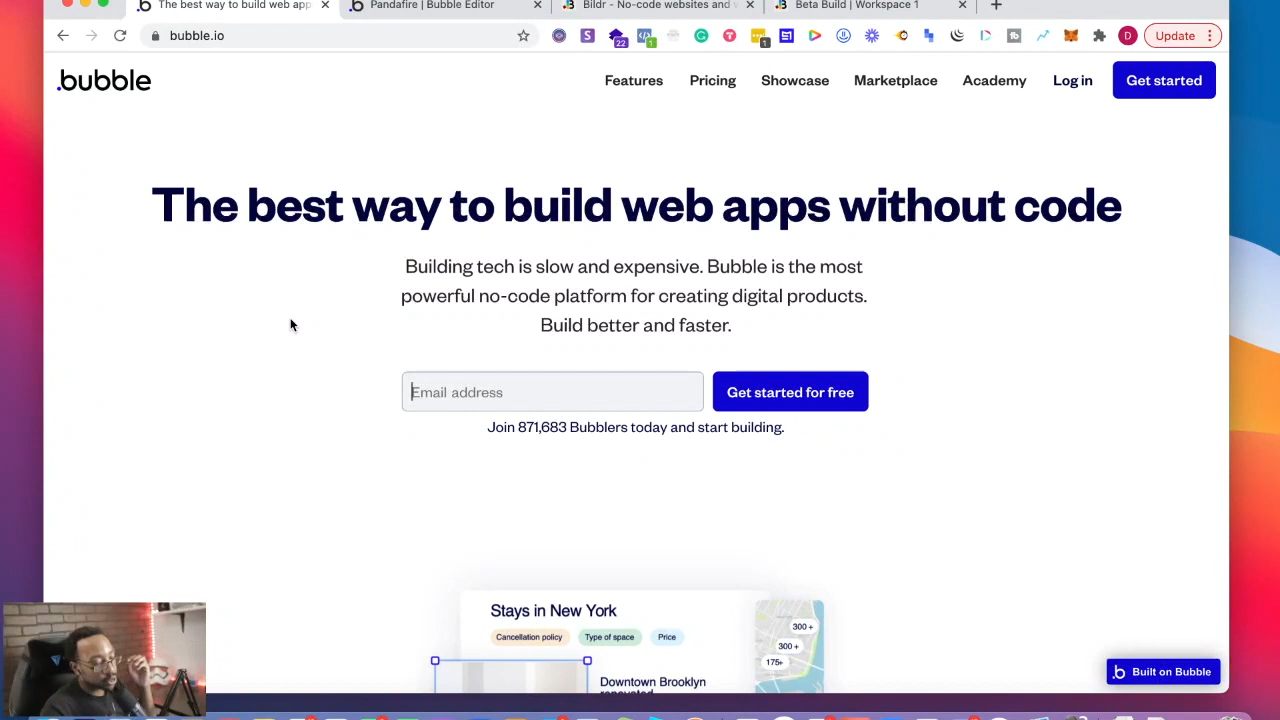 The best way to build web app
Pandafire | Bubble Editor
Bildr - No-code websites and
Beta Build | Workspace 1
bubble.io
22
1
1
D
Update
.bubble
Features
Pricing
Showcase
Marketplace
Academy
Log in
Get started
The best way to build web apps without code
Building tech is slow and expensive. Bubble is the most
powerful no-code platform for creating digital products.
Build better and faster.
Email address
Get started for free
Join 871,683 Bubblers today and start building.
Stays in New York
Cancellation policy
Type of space
Price
300 +
300 +
175+
Downtown Brooklyn
renovated
Built on Bubble